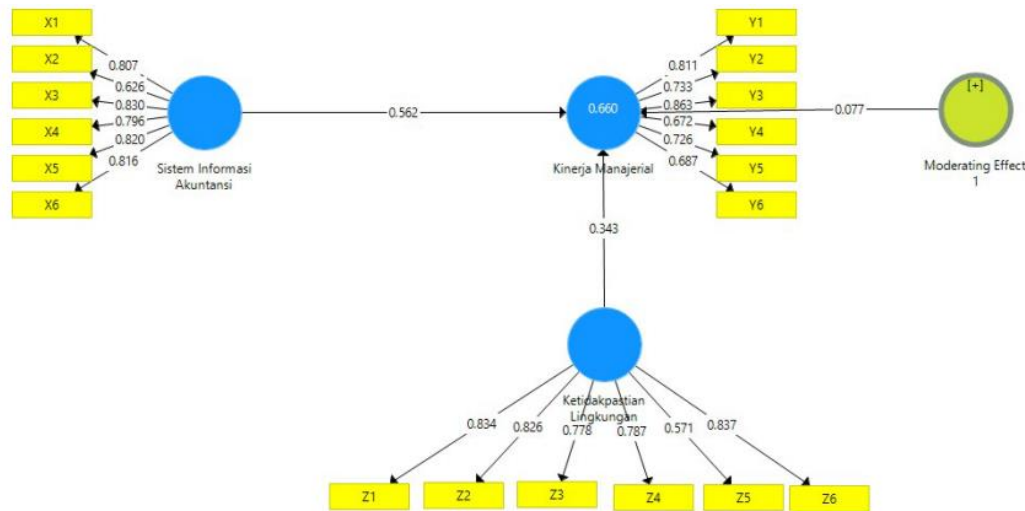 X1
X2
X3
X4
X5
X6
0.807
0.626
0.830
0.796
0.820
0.816
Sistem Informasi
Akuntansi
0.562
0.660
Kinerja Manajerial
0.811
0.733
0.863
0.672
0.726
0.687
Y1
Y2
Y3
Y4
Y5
Y6
0.077
[+]
Moderating Effect
1
0.343
Ketidakpastian
Lingkungan
0.834
0.826
0.778
0.787
0.571
0.837
Z1
Z2
Z3
Z4
Z5
Z6